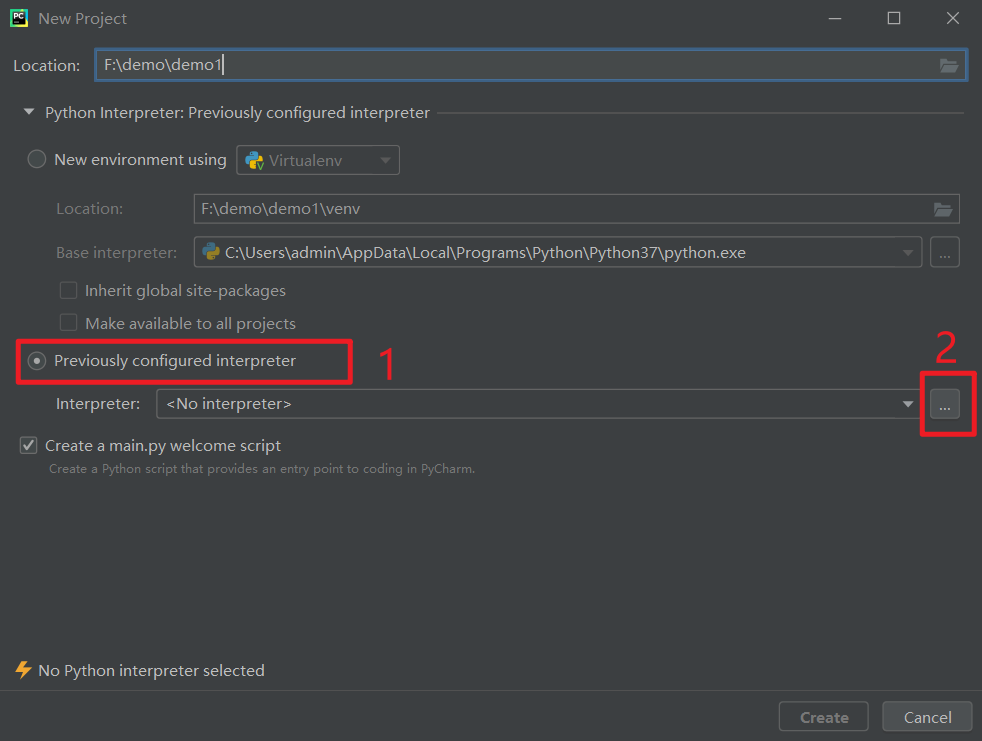 PC New Project
Location: F:\demo\demo1
Python Interpreter: Previously configured interpreter
New environment using Virtualenv
Location: F:\demo\demo1\venv
Base interpreter: C:\Users\admin\AppData\Local\Programs\Python\Python37\python.exe ...
Inherit global site-packages
Make available to all projects
Previously configured interpreter 1
2
Interpreter: <No interpreter> ...
Create a main.py welcome script
Create a Python script that provides an entry point to coding in PyCharm.
No Python interpreter selected
Create Cancel